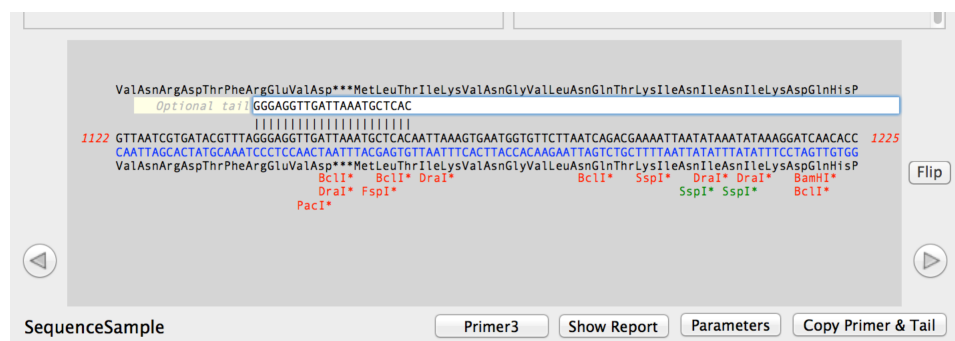 ValAsnArgAspThrPheArgGluValAsp***MetLeuThrIleLysValAsnGlyValLeuAsnGlnThrLysIleAsnIleAsnIleLysAspGlnHisP
Optional tail GGGAGGTTGATTAAATGCTCAC
1122 GTTAATCGTGATACGTTTAGGGAGGTTGATTAAATGCTCACAATTAAAGTGAATGGTGTTCTTAATCAGACGAAAATTAATATAAATATAAAGGATCAACACC 1225
CAATTAGCACTATGCAAATCCCTCCAACTAATTTACGAGTGTTAATTTCACTTACCACAAGAATTAGTCTGCTTTTAATTATATTTATATTTCCTAGTTGTGG
ValAsnArgAspThrPheArgGluValAsp***MetLeuThrIleLysValAsnGlyValLeuAsnGlnThrLysIleAsnIleAsnIleLysAspGlnHisP
BclI* BclI* DraI* BclI* SspI* DraI* DraI* BamHI*
DraI* FspI* SspI* SspI* BclI*
PacI*
Flip
SequenceSample Primer3 Show Report Parameters Copy Primer & Tail